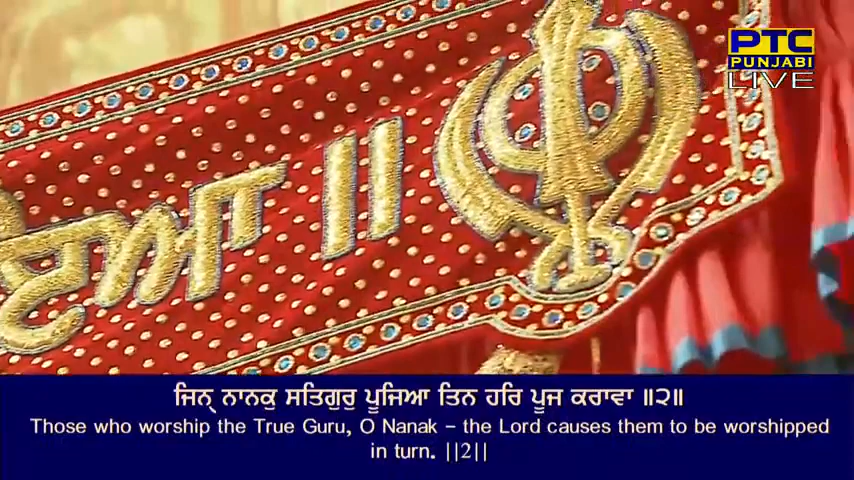 PTC
PUNJABI
LIVE
ਇਆ ॥
ਜਿਨ੍ ਨਾਨਕੁ ਸਤਿਗੁਰੁ ਪੂਜਿਆ ਤਿਨ ਹਰਿ ਪੂਜ ਕਰਾਵਾ ॥੨॥
Those who worship the True Guru, O Nanak – the Lord causes them to be worshipped
in turn. ||2||